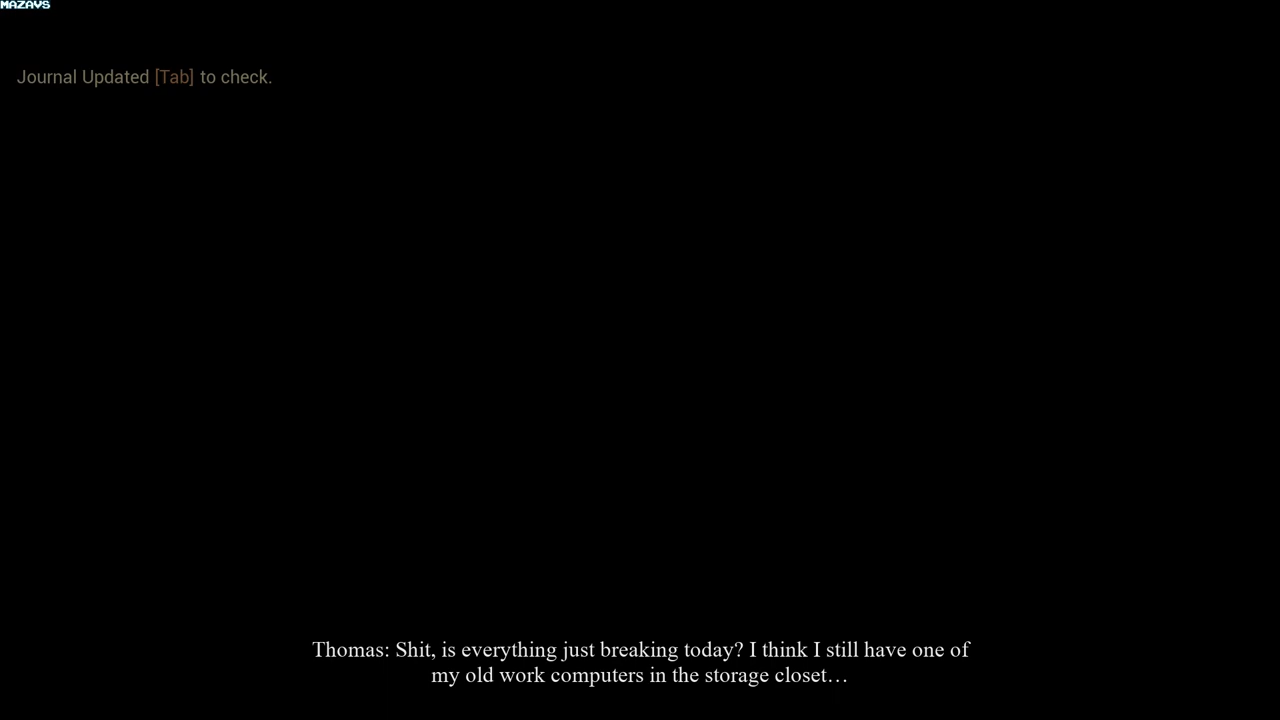 MAZAVS
Journal Updated [Tab] to check.
Thomas: Shit, is everything just breaking today? I think I still have one of
my old work computers in the storage closet…